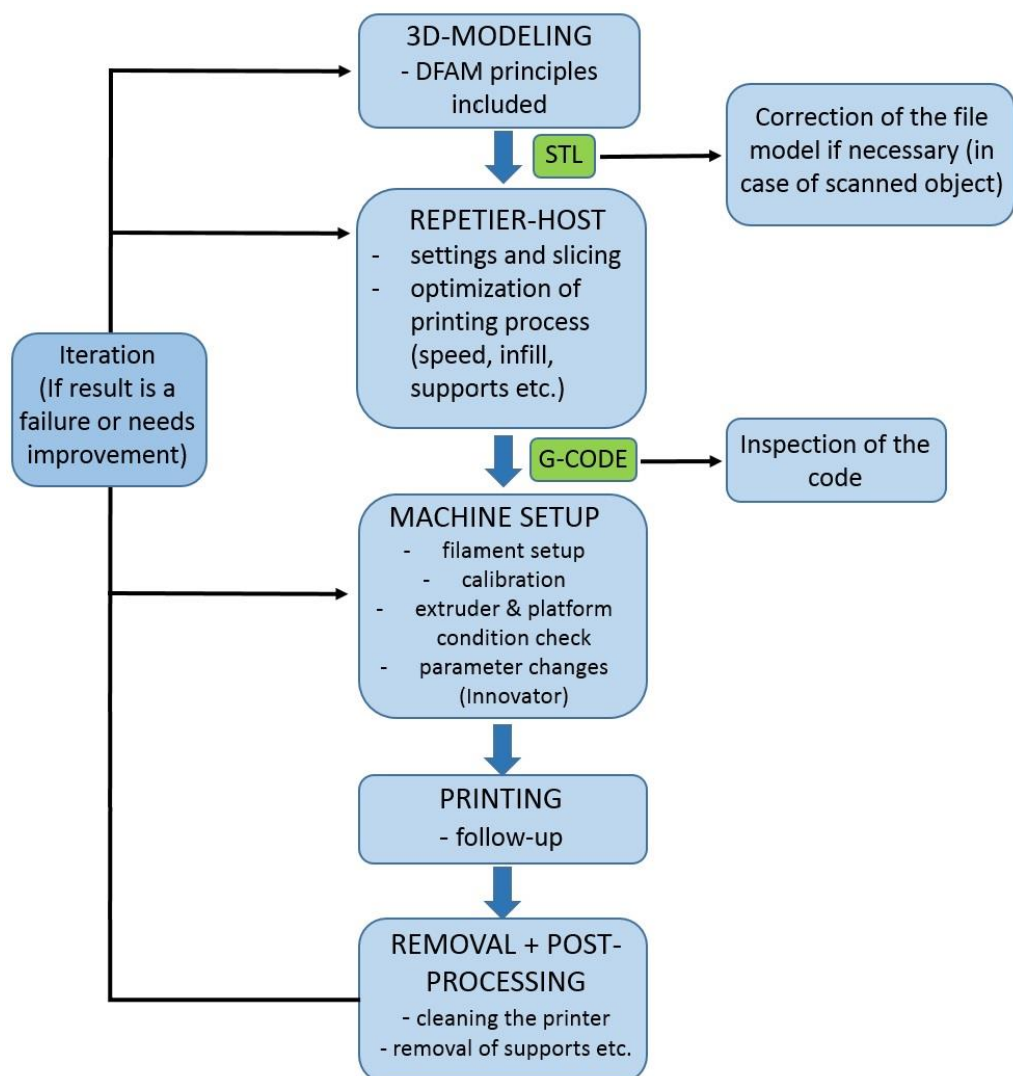 3D-MODELING
- DFAM principles
included
STL
Correction of the file
model if necessary (in
case of scanned object)
REPETIER-HOST
- settings and slicing
- optimization of
printing process
(speed, infill,
supports etc.)
Iteration
(If result is a
failure or needs
improvement)
G-CODE
Inspection of the
code
MACHINE SETUP
- filament setup
- calibration
- extruder & platform
condition check
- parameter changes
(Innovator)
PRINTING
- follow-up
REMOVAL + POST-
PROCESSING
- cleaning the printer
- removal of supports etc.